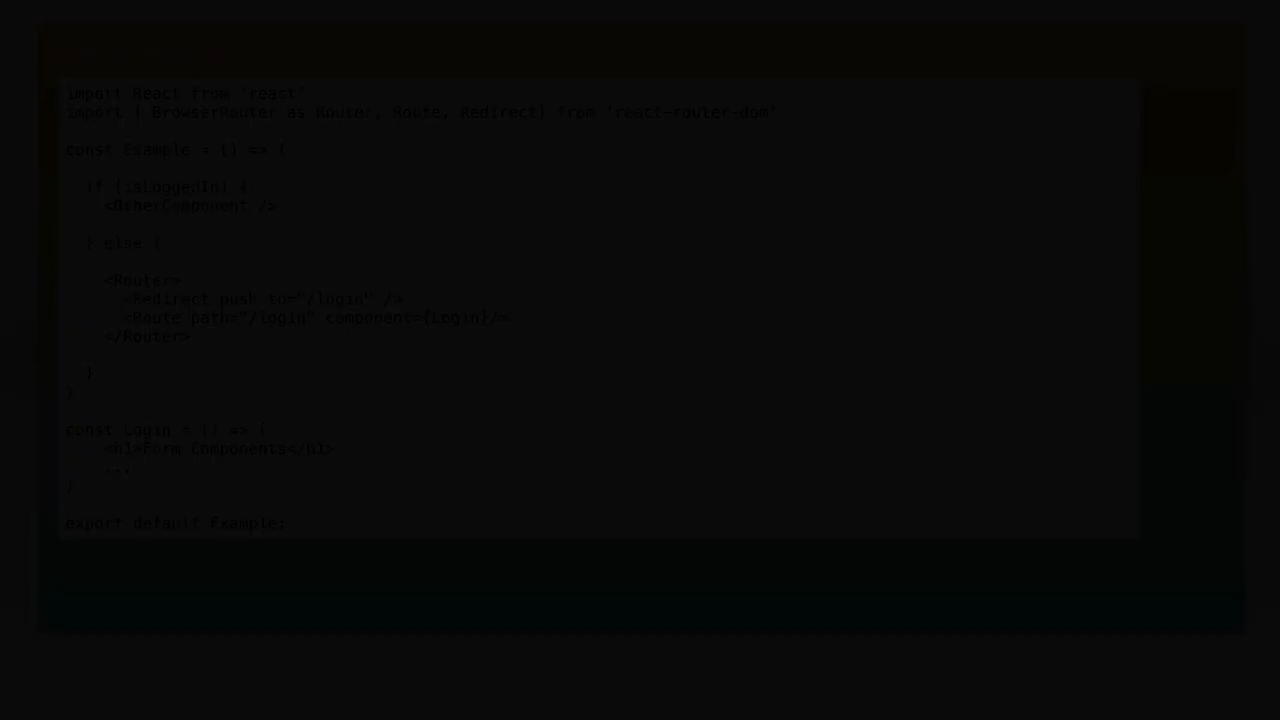 import React from 'react'
import { BrowserRouter as Router, Route, Redirect} from 'react-router-dom'
const Example = () => (
if (isLoggedIn) {
<OtherComponent />
} else {
<Router>
<Redirect push to="/login" />
<Route path="/login" component={Login}/>
</Router>
}
)
const Login = () => (
<h1>Form Components</h1>
...
)
export default Example;